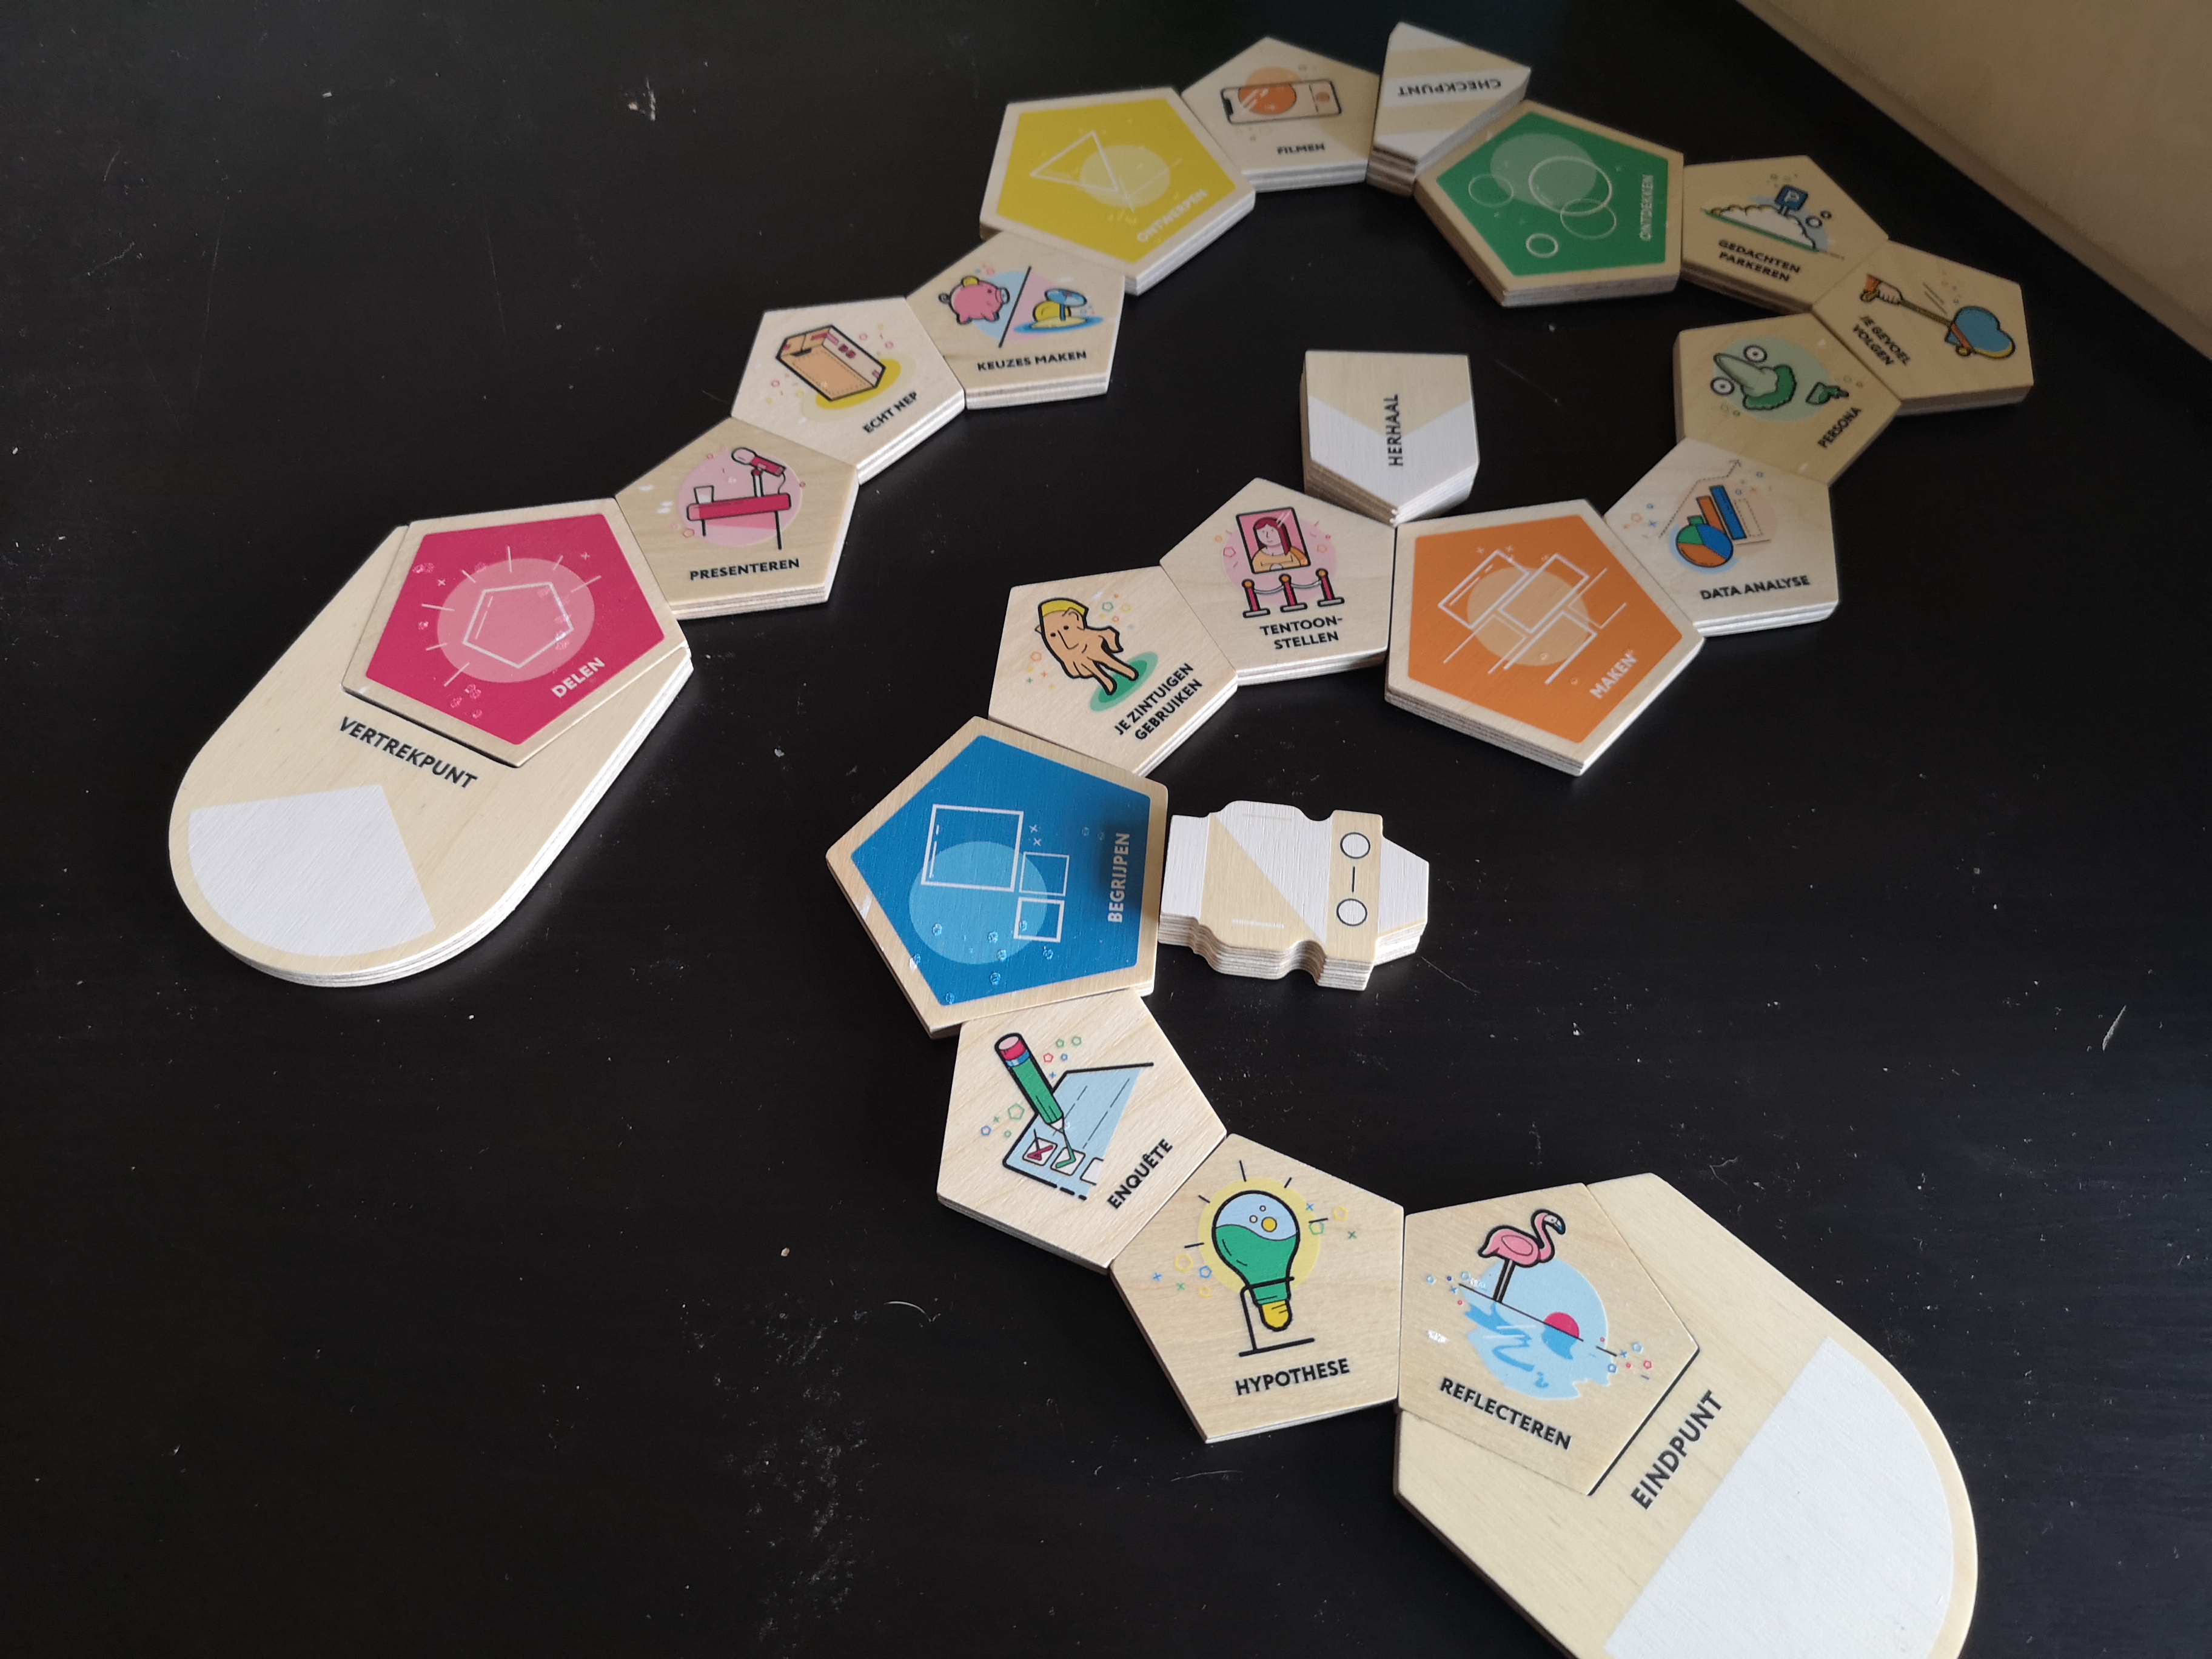 VERTREKPUNT
DELEN
PRESENTEREN
ECHT NEP
KEUZES MAKEN
ONTWERPEN
FILMEN
CHECKPUNT
ONTDEKKEN
GEDACHTEN
PARKEREN
JE GEVOEL
VOLGEN
PERSONA
DATA ANALYSE
MAKEN
HERHAAL
TENTOON-
STELLEN
JE ZINTUIGEN
GEBRUIKEN
BEGRIJPEN
ENQUÊTE
HYPOTHESE
REFLECTEREN
EINDPUNT